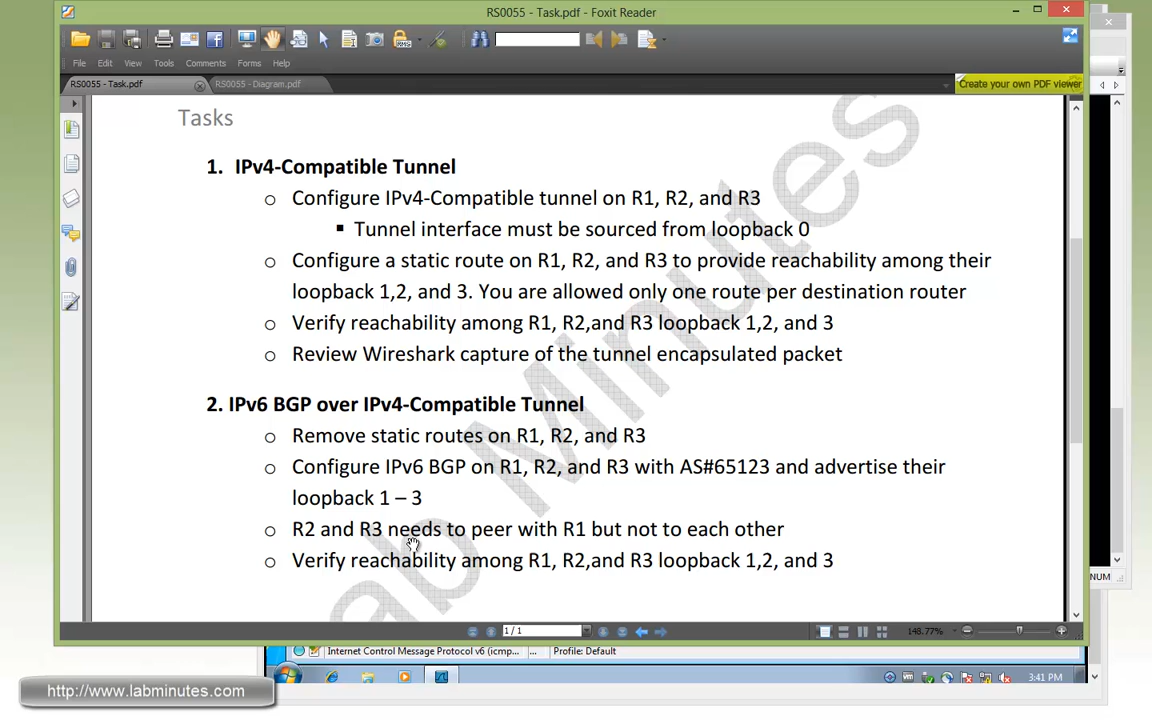 RS0055 - Task.pdf - Foxit Reader
File Edit View Tools Comments Forms Help
RS0055 - Task.pdf
RS0055 - Diagram.pdf
Create your own PDF viewer
Tasks
1. IPv4-Compatible Tunnel
o Configure IPv4-Compatible tunnel on R1, R2, and R3
▪ Tunnel interface must be sourced from loopback 0
o Configure a static route on R1, R2, and R3 to provide reachability among their
loopback 1,2, and 3. You are allowed only one route per destination router
o Verify reachability among R1, R2,and R3 loopback 1,2, and 3
o Review Wireshark capture of the tunnel encapsulated packet
2. IPv6 BGP over IPv4-Compatible Tunnel
o Remove static routes on R1, R2, and R3
o Configure IPv6 BGP on R1, R2, and R3 with AS#65123 and advertise their
loopback 1 – 3
o R2 and R3 needs to peer with R1 but not to each other
o Verify reachability among R1, R2,and R3 loopback 1,2, and 3
Lab Minutes
NUM
1 / 1
148.77%
Internet Control Message Protocol v6 (icmp... ... Profile: Default
3:41 PM
http://www.labminutes.com